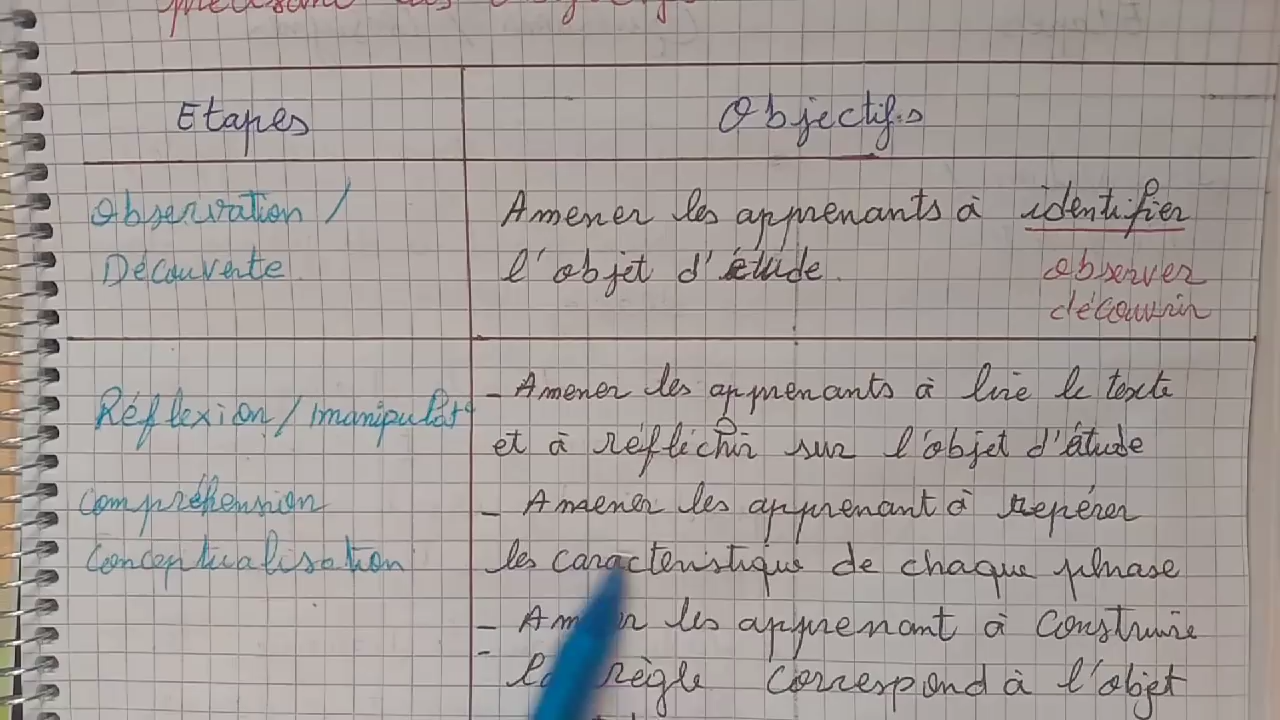 Etapes
Objectifs
Observation /
Découverte
Amener les apprenants à identifier
l'objet d'étude.
observer
découvrir
Réflexion / manipulat°
Compréhension
Conceptualisation
- Amener les apprenants à lire le texte
et à réfléchir sur l'objet d'étude
- Amener les apprenant à repérer
les caractéristique de chaque phrase
- les apprenant à construire
règle correspond à l'objet